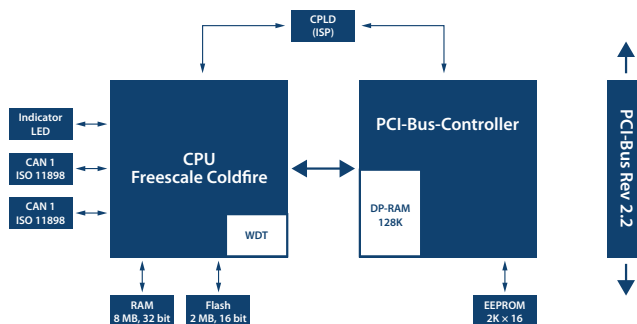 CPLD
(ISP)
Indicator
LED
CAN 1
ISO 11898
CAN 1
ISO 11898
CPU
Freescale Coldfire
WDT
PCI-Bus-Controller
DP-RAM
128K
PCI-Bus Rev 2.2
RAM
8 MB, 32 bit
Flash
2 MB, 16 bit
EEPROM
2K × 16